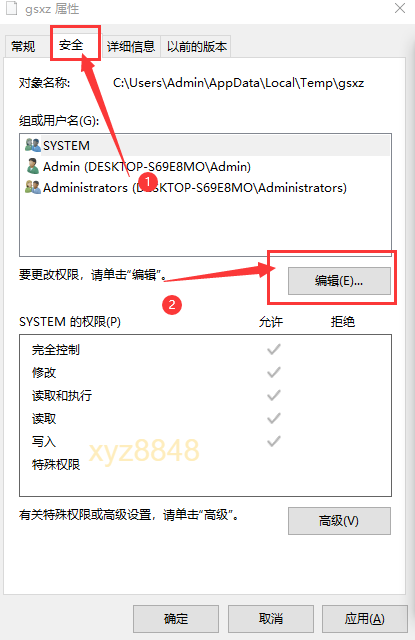 gsxz 属性
常规 安全 详细信息 以前的版本
对象名称: C:\Users\Admin\AppData\Local\Temp\gsxz
组或用户名(G):
SYSTEM
Admin (DESKTOP-S69E8MO\Admin)
Administrators (DESKTOP-S69E8MO\Administrators)
1
要更改权限，请单击“编辑”。 编辑(E)...
2
SYSTEM 的权限(P) 允许 拒绝
完全控制
修改
读取和执行
读取
写入
特殊权限
xyz8848
有关特殊权限或高级设置，请单击“高级”。 高级(V)
确定 取消 应用(A)